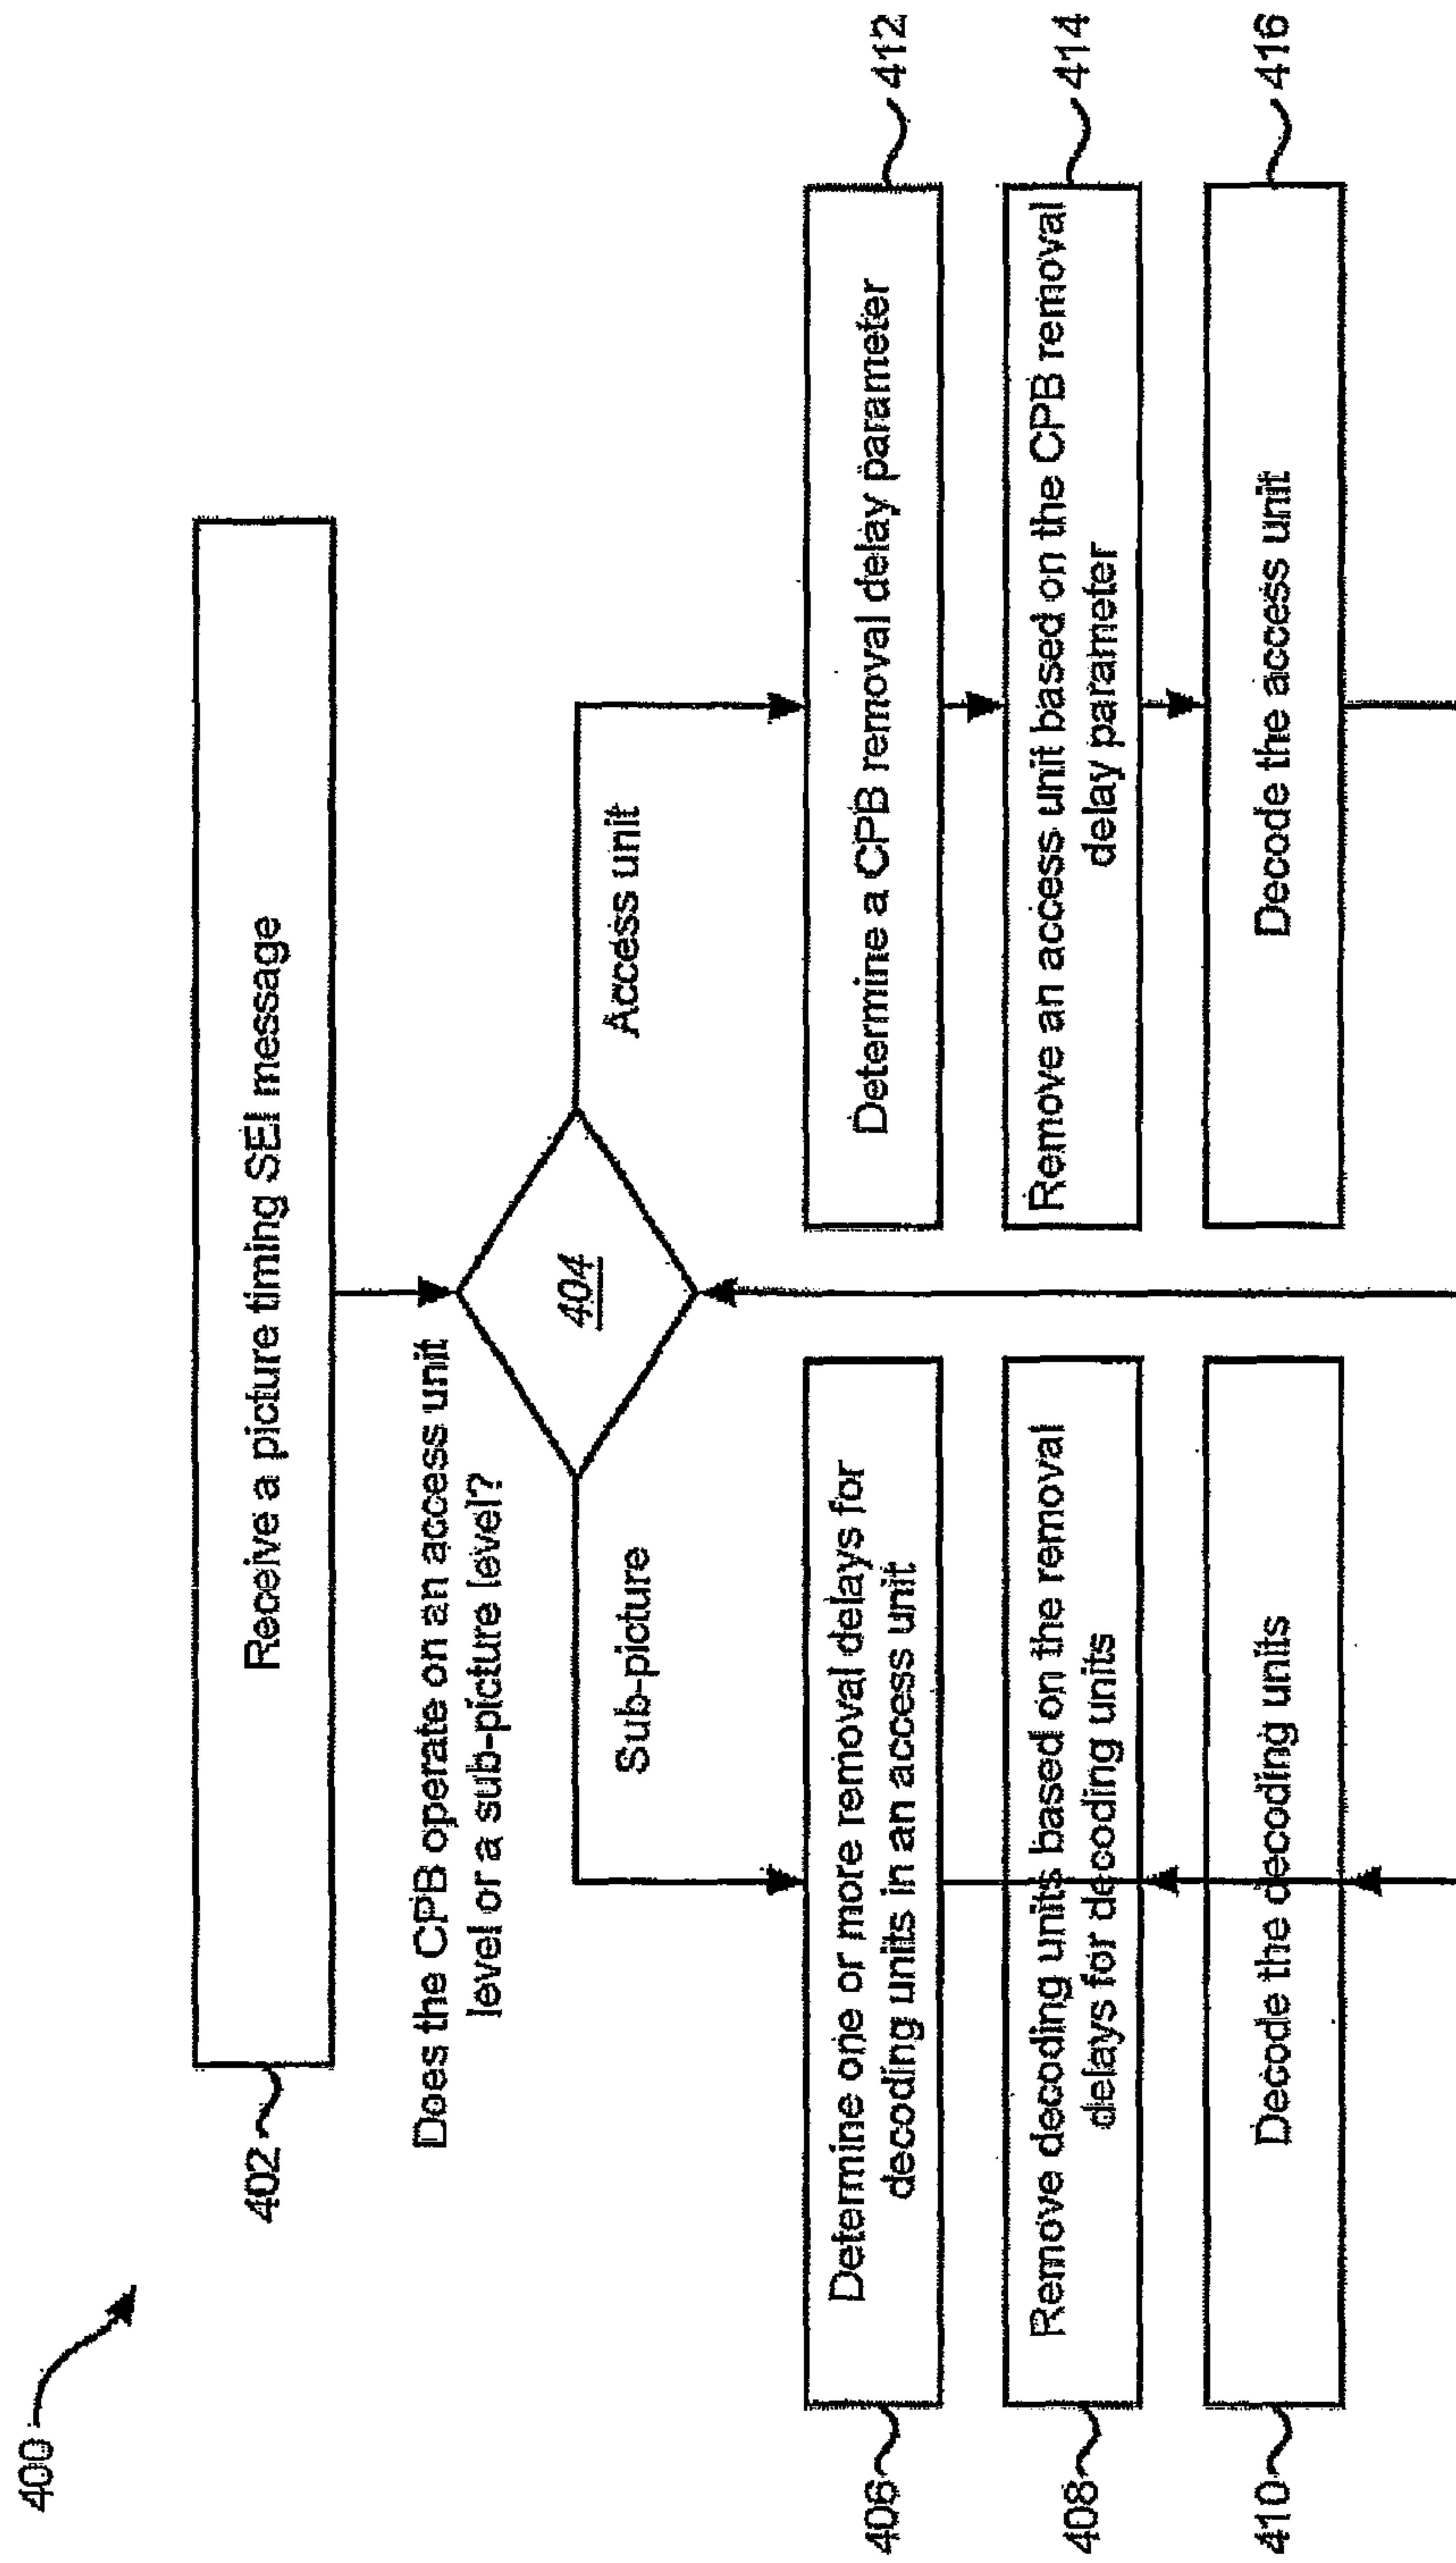 400
402
Receive a picture timing SEI message
Does the CPB operate on an access unit
level or a sub-picture level?
404
Sub-picture
Access unit
406
Determine one or more removal delays for
decoding units in an access unit
Determine a CPB removal delay parameter
412
408
Remove decoding units based on the removal
delays for decoding units
Remove an access unit based on the CPB removal
delay parameter
414
410
Decode the decoding units
Decode the access unit
416